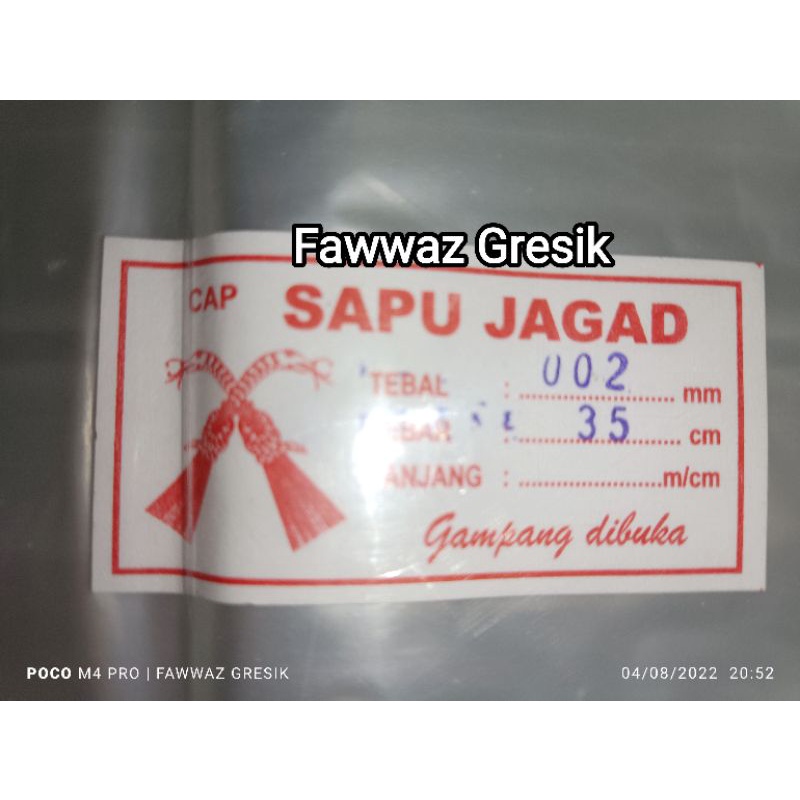 Fawwaz Gresik
CAP SAPU JAGAD
TEBAL : 002 mm
: 35 cm
: m/cm
Gampang dibuka
POCO M4 PRO | FAWWAZ GRESIK
04/08/2022 20:52